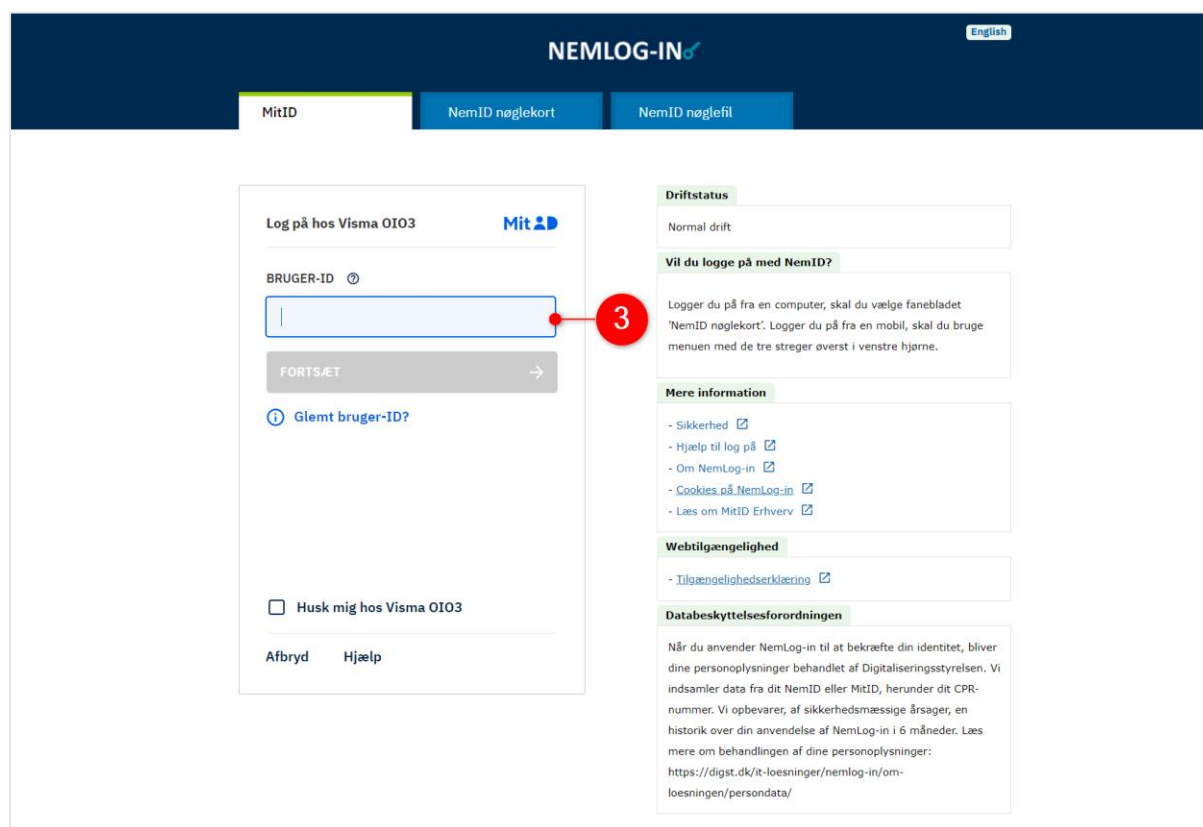 NEMLOG-IN
English
MitID
NemID nøglekort
NemID nøglefil
Log på hos Visma OIO3
Mit D
BRUGER-ID
3
FORTSÆT
Glemt bruger-ID?
Husk mig hos Visma OIO3
Afbryd
Hjælp
Driftstatus
Normal drift
Vil du logge på med NemID?
Logger du på fra en computer, skal du vælge fanebladet
'NemID nøglekort'. Logger du på fra en mobil, skal du bruge
menuen med de tre streger øverst i venstre hjørne.
Mere information
- Sikkerhed
- Hjælp til log på
- Om NemLog-in
- Cookies på NemLog-in
- Læs om MitID Erhverv
Webtilgængelighed
- Tilgængelighedserklæring
Databeskyttelsesforordningen
Når du anvender NemLog-in til at bekræfte din identitet, bliver
dine personoplysninger behandlet af Digitaliseringsstyrelsen. Vi
indsamler data fra dit NemID eller MitID, herunder dit CPR-
nummer. Vi opbevarer, af sikkerhedsmæssige årsager, en
historik over din anvendelse af NemLog-in i 6 måneder. Læs
mere om behandlingen af dine personoplysninger:
https://digst.dk/it-loesninger/nemlog-in/om-
loesningen/persondata/